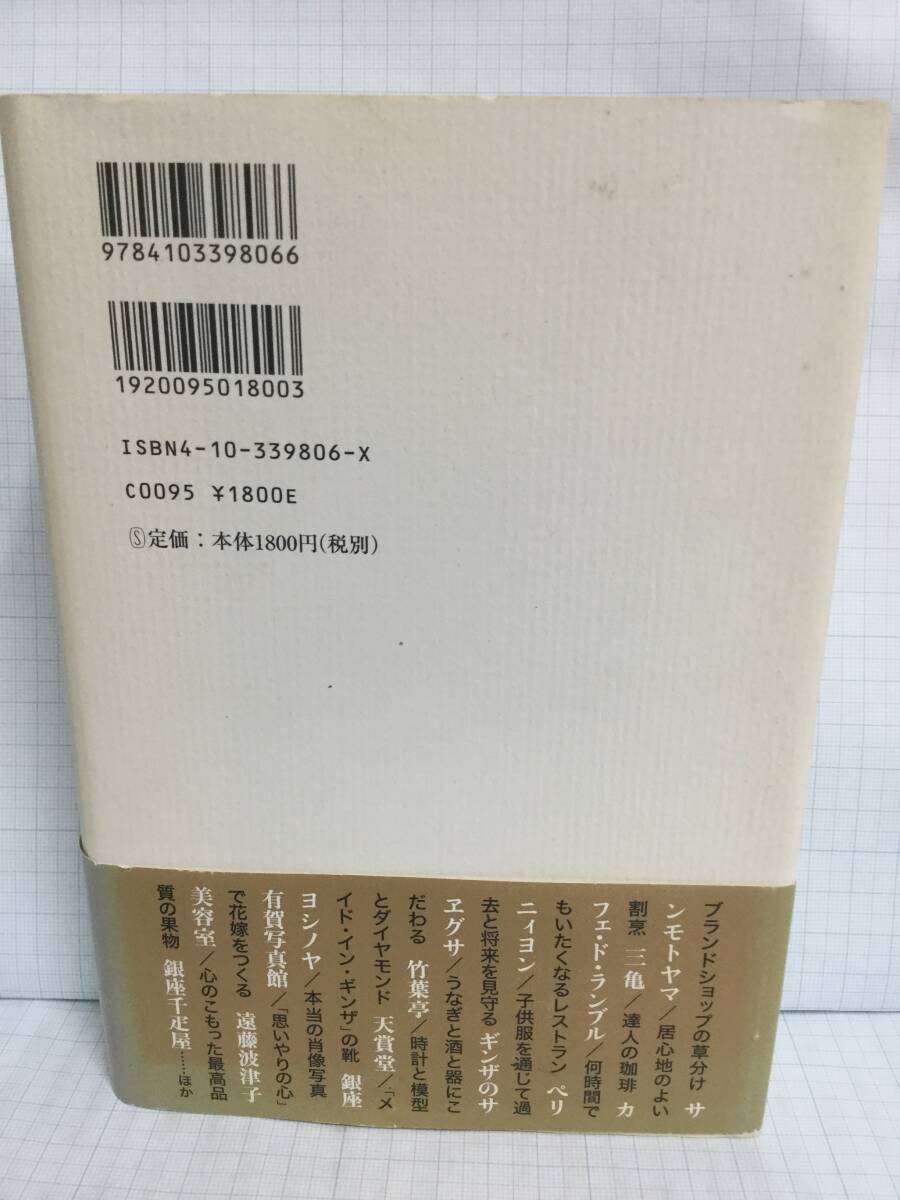 9784103398066
1920095018003
ISBN4-10-339806-X
C0095 ¥1800E
Ⓢ定価：本体1800円(税別)
ブランドショップの草分け サ
ンモトヤマ/居心地のよい
割烹 三亀/達人の珈琲 カ
フェ・ド・ランブル/何時間で
もいたくなるレストラン ペリ
ニィヨン/子供服を通じて過
去と将来を見守る ギンザのサ
ヱグサ/うなぎと酒と器にこ
だわる 竹葉亭/時計と模型
とダイヤモンド 天賞堂/「メ
イド・イン・ギンザ」の靴 銀座
ヨシノヤ/本当の肖像写真
有賀写真館/「思いやりの心」
で花嫁をつくる 遠藤波津子
美容室/心のこもった最高品
質の果物 銀座千疋屋……ほか